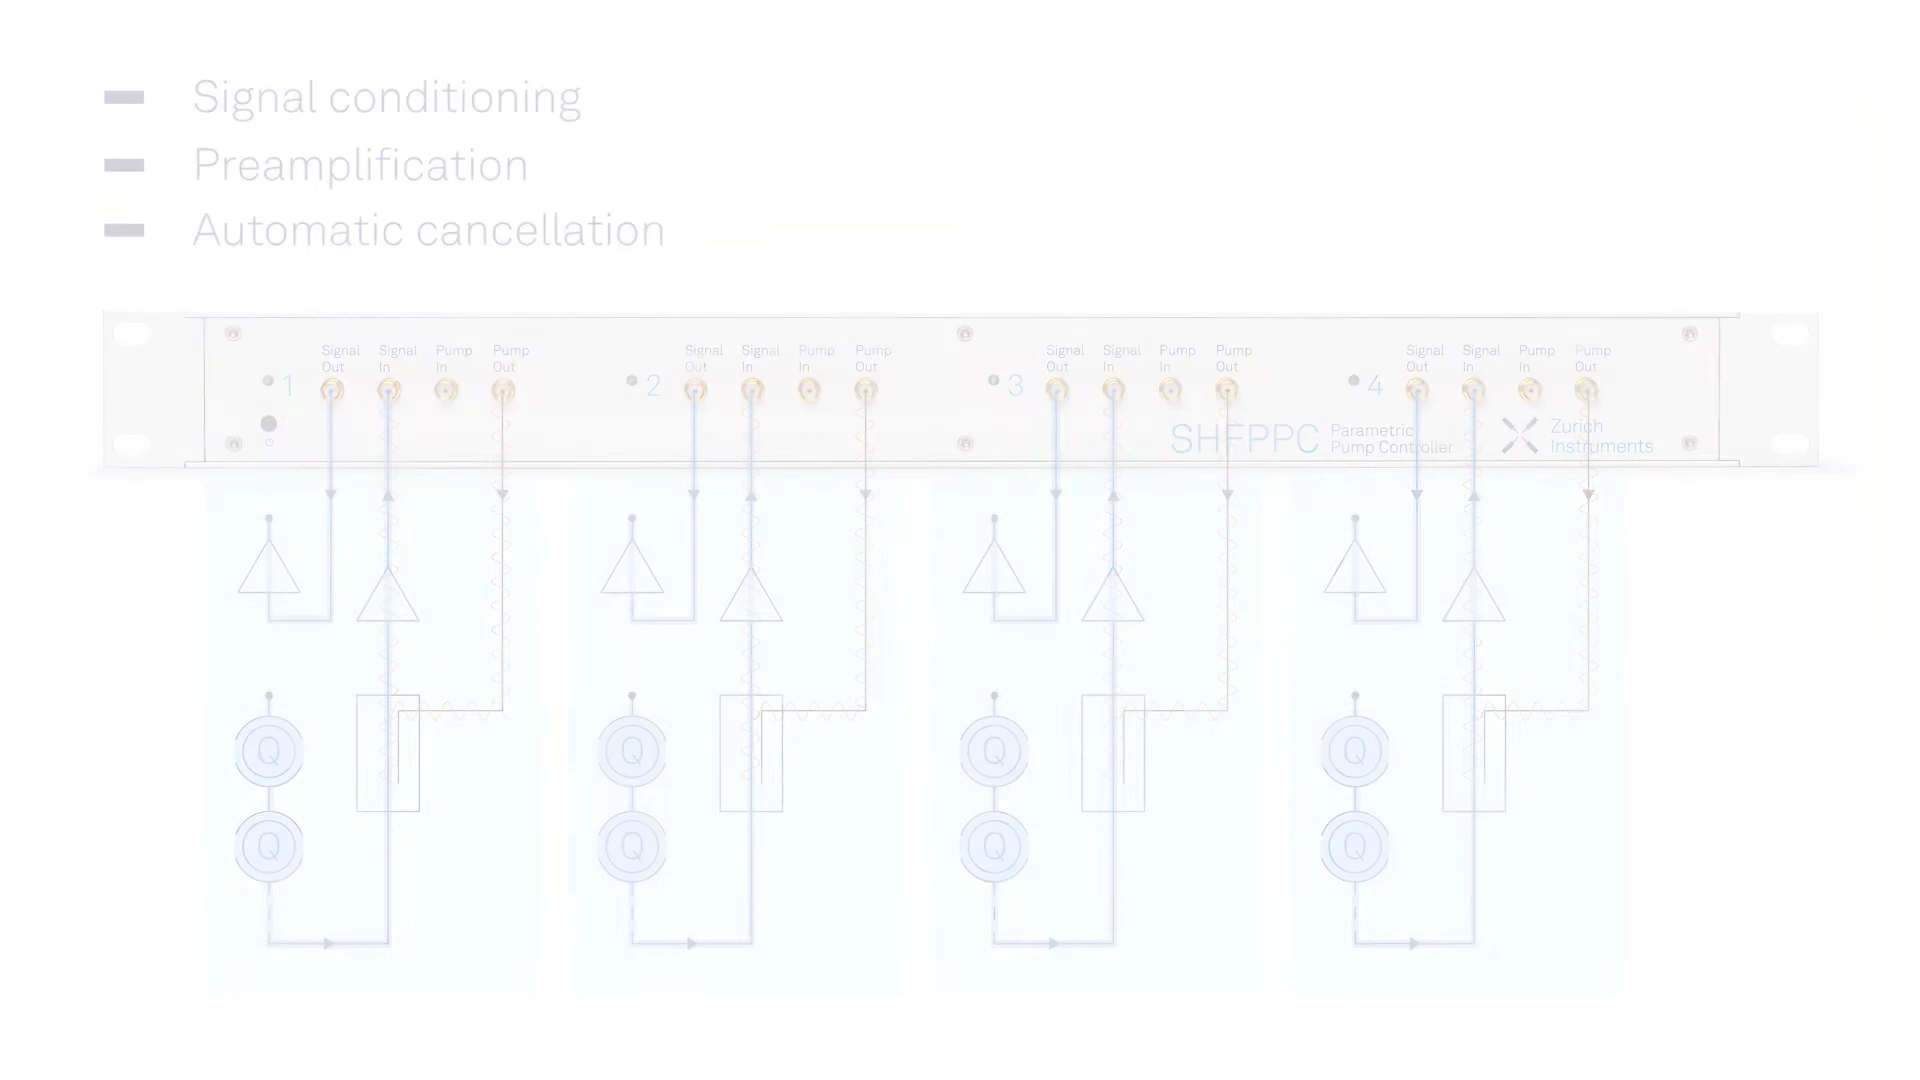 Signal conditioning
Preamplification
Automatic cancellation
Signal Out
Signal In
Pump In
Pump Out
1
Signal Out
Signal In
Pump In
Pump Out
2
Signal Out
Signal In
Pump In
Pump Out
3
Signal Out
Signal In
Pump In
Pump Out
4
SHFPPC
Parametric
Pump Controller
Zurich
Instruments
Q
Q
Q
Q
Q
Q
Q
Q